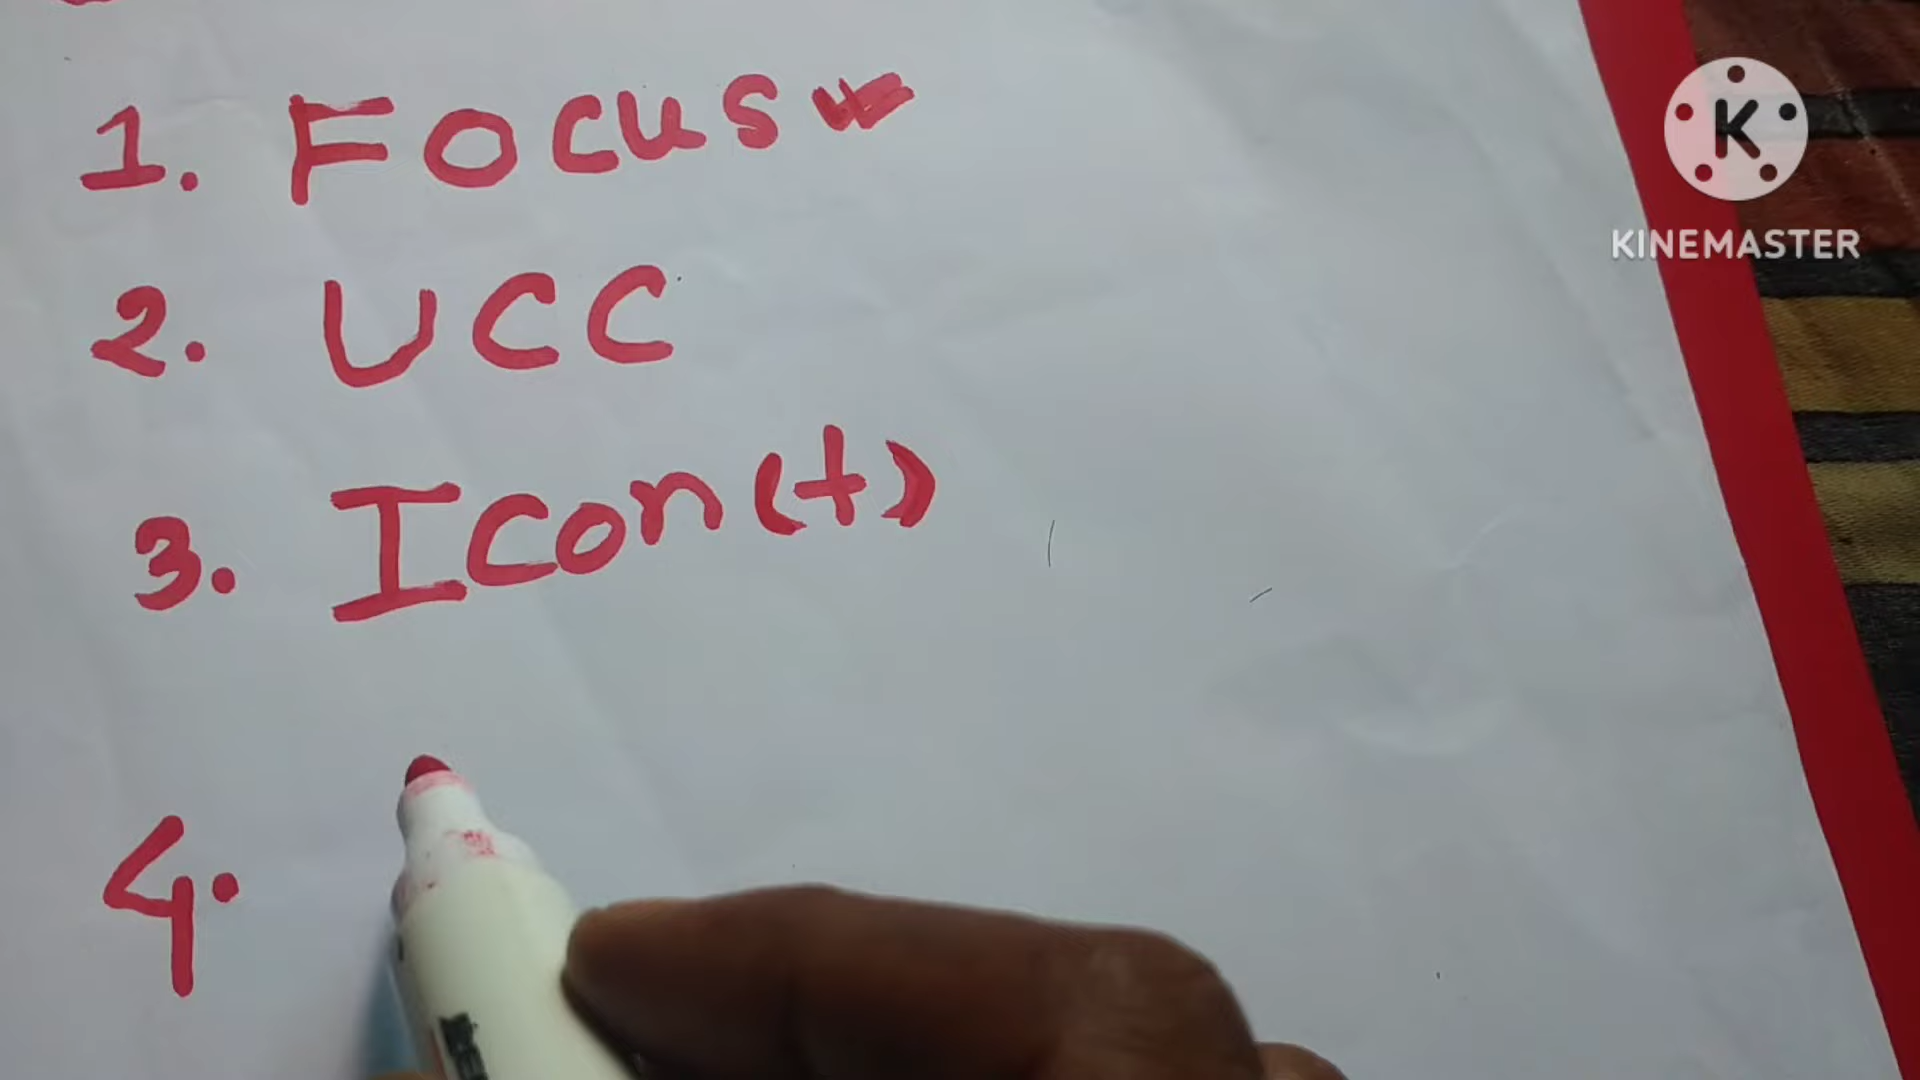 1. Focus
2. UCC
3. Icon(t)
4.
K
KINEMASTER